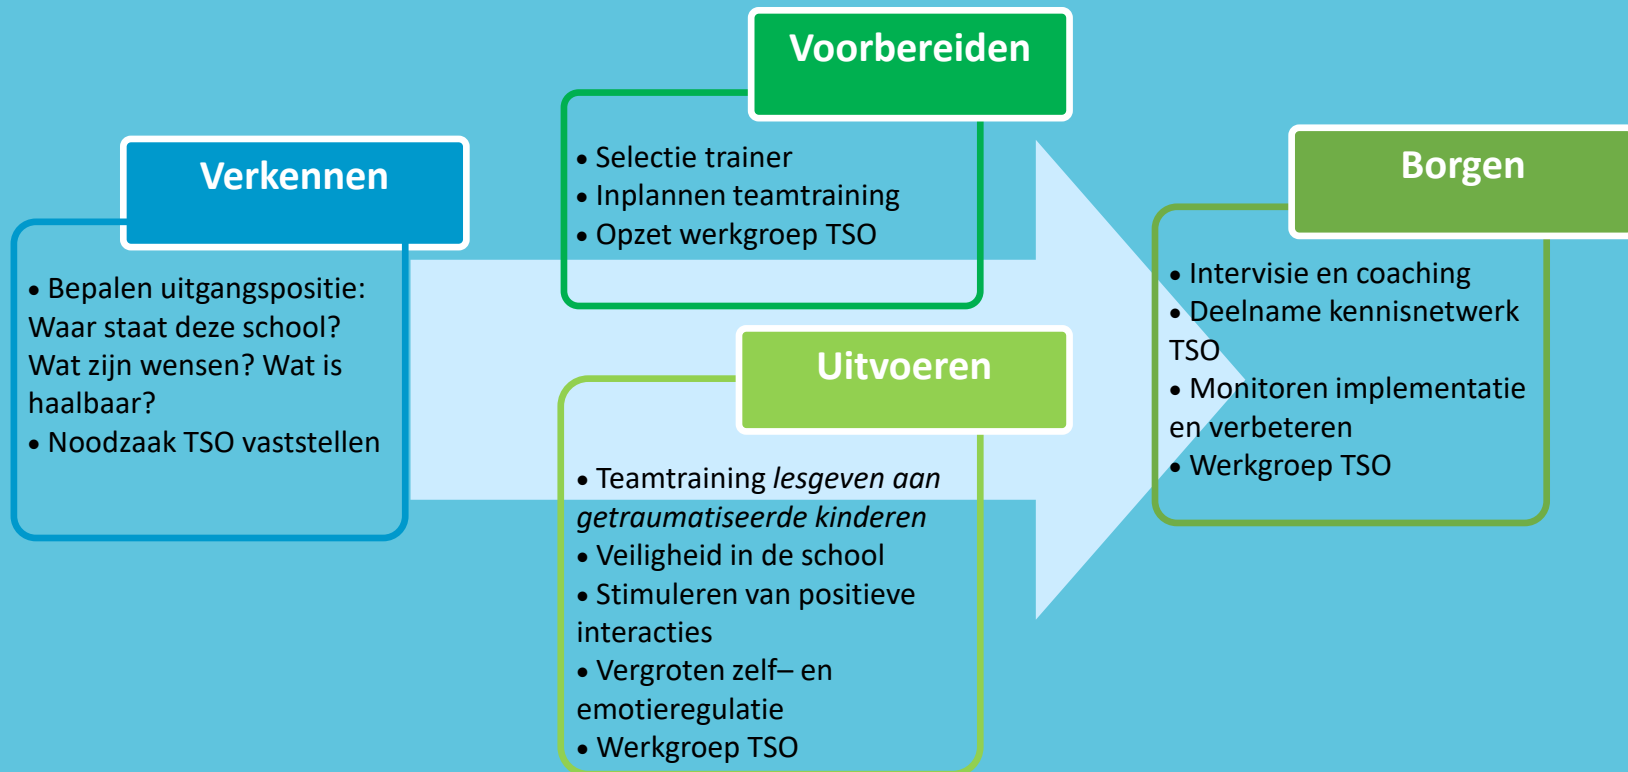 Verkennen
• Bepalen uitgangspositie:
Waar staat deze school?
Wat zijn wensen? Wat is
haalbaar?
• Noodzaak TSO vaststellen
Voorbereiden
• Selectie trainer
• Inplannen teamtraining
• Opzet werkgroep TSO
Uitvoeren
• Teamtraining lesgeven aan
getraumatiseerde kinderen
• Veiligheid in de school
• Stimuleren van positieve
interacties
• Vergroten zelf– en
emotieregulatie
• Werkgroep TSO
Borgen
• Intervisie en coaching
• Deelname kennisnetwerk
TSO
• Monitoren implementatie
en verbeteren
• Werkgroep TSO